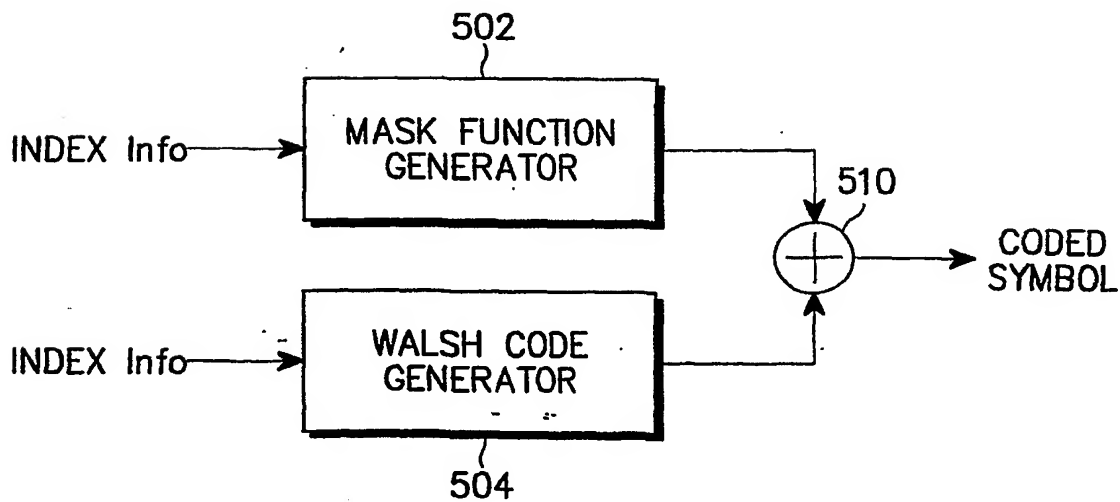 502
INDEX Info
MASK FUNCTION
GENERATOR
510
CODED
SYMBOL
INDEX Info
WALSH CODE
GENERATOR
504